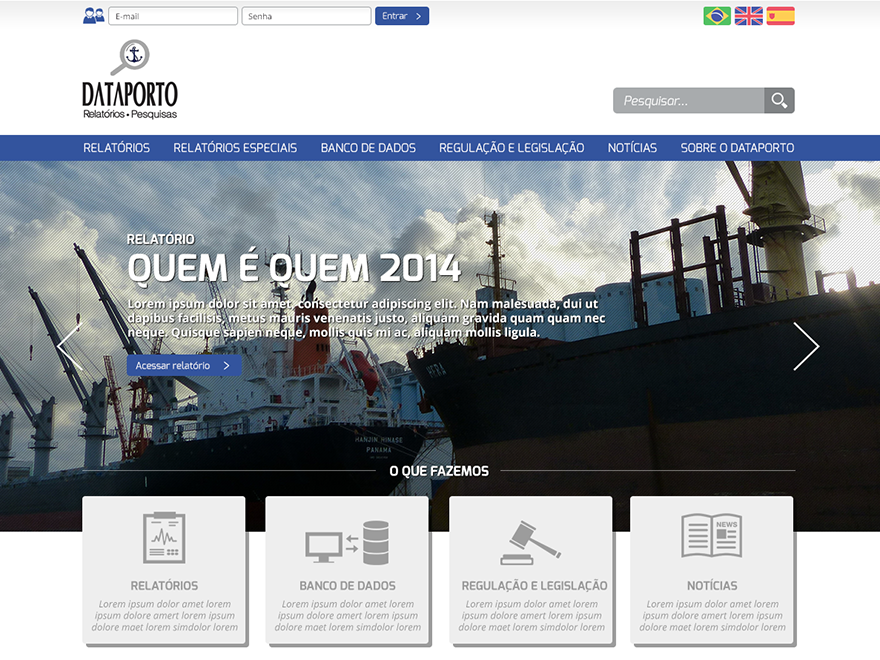 E-mail
Senha
Entrar
DATAPORTO
Relatórios • Pesquisas
Pesquisar...
RELATÓRIOS
RELATÓRIOS ESPECIAIS
BANCO DE DADOS
REGULAÇÃO E LEGISLAÇÃO
NOTÍCIAS
SOBRE O DATAPORTO
RELATÓRIO
QUEM É QUEM 2014
Lorem ipsum dolor sit amet, consectetur adipiscing elit. Nam malesuada, dui ut
dapibus facilisis, metus mauris venenatis justo, aliquam gravida quam quam nec
neque. Quisque sapien neque, mollis quis mi ac, aliquam mollis ligula.
Acessar relatório
HANJIN HINASE
PANAMA
O QUE FAZEMOS
RELATÓRIOS
Lorem ipsum dolor amet lorem
ipsum dolore amet lorem ipsum
dolore maet lorem simdolor lorem
BANCO DE DADOS
Lorem ipsum dolor amet lorem
ipsum dolore amet lorem ipsum
dolore maet lorem simdolor lorem
REGULAÇÃO E LEGISLAÇÃO
Lorem ipsum dolor amet lorem
ipsum dolore amet lorem ipsum
dolore maet lorem simdolor lorem
NEWS
NOTÍCIAS
Lorem ipsum dolor amet lorem
ipsum dolore amet lorem ipsum
dolore maet lorem simdolor lorem